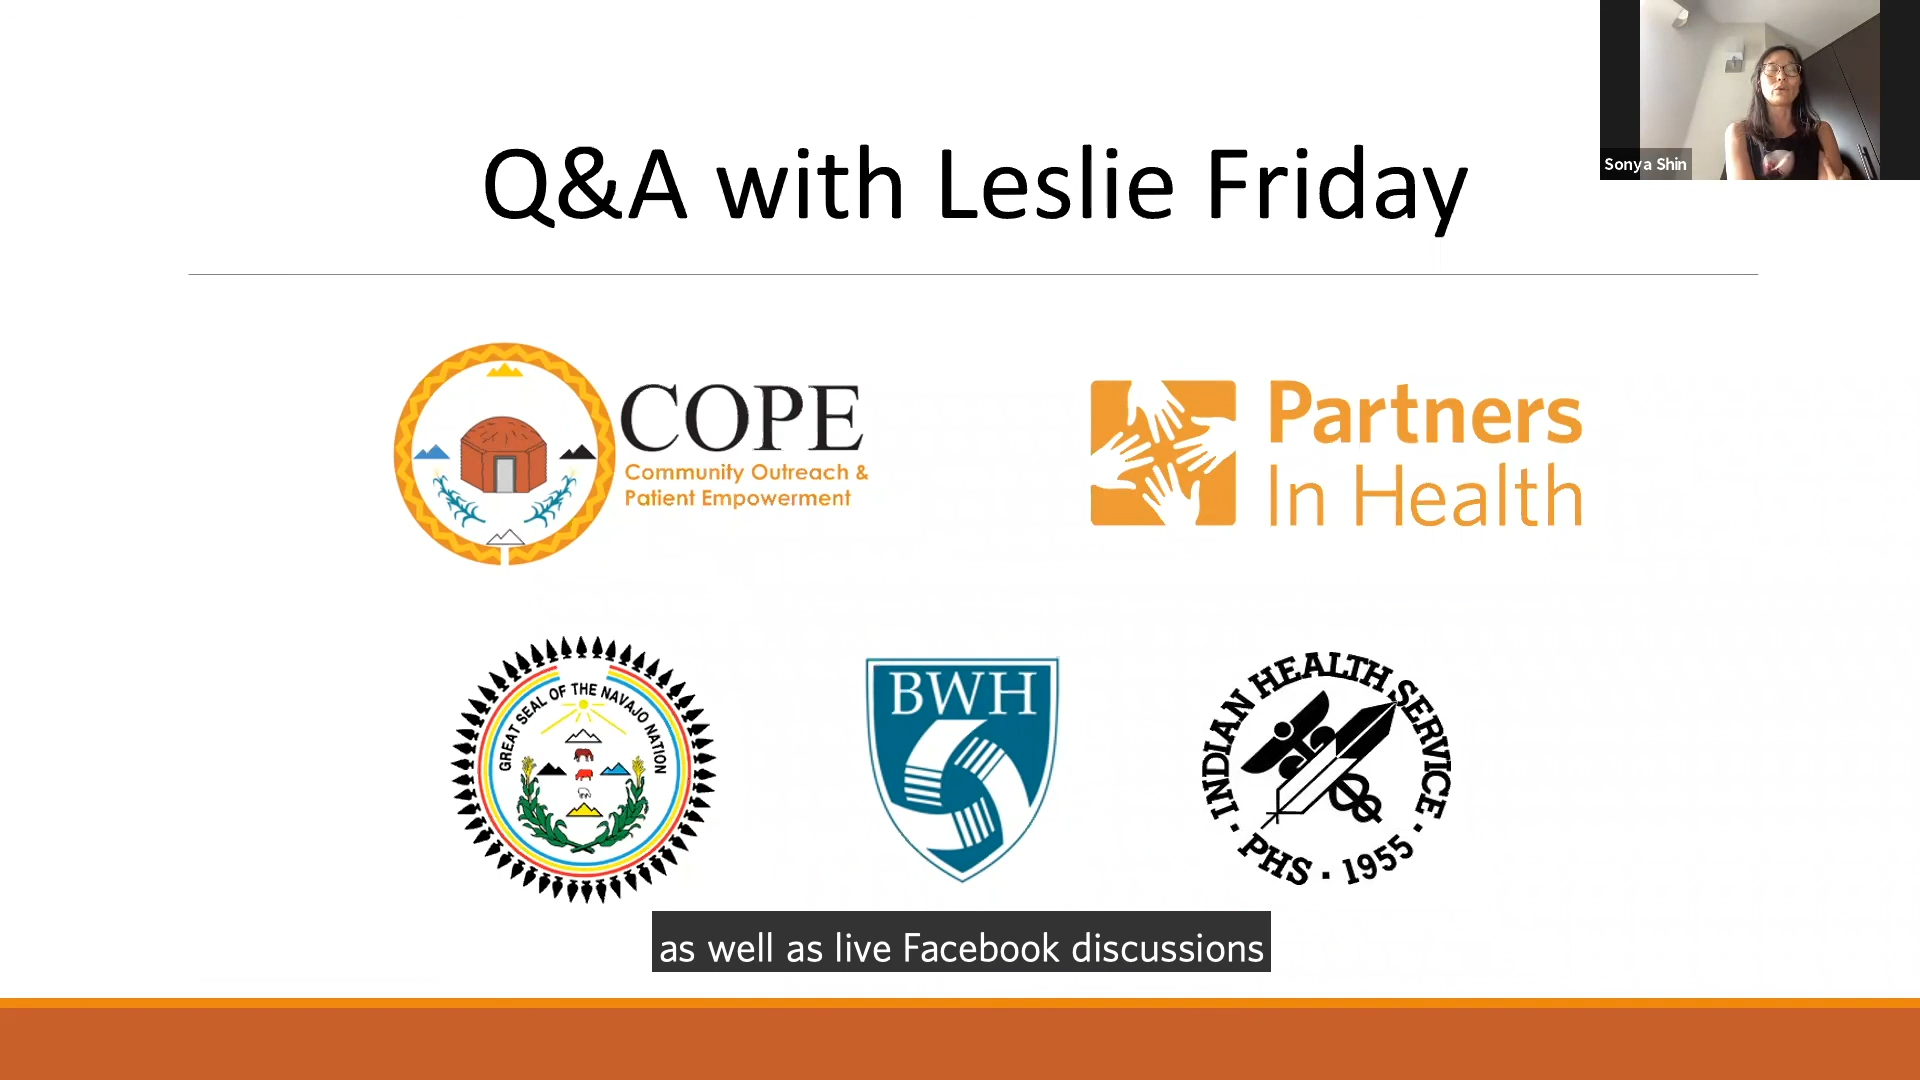 Q&A with Leslie Friday
Sonya Shin
COPE
Community Outreach &
Patient Empowerment
Partners
In Health
GREAT SEAL OF THE NAVAJO NATION
BWH
INDIAN HEALTH SERVICE
· PHS · 1955 ·
as well as live Facebook discussions